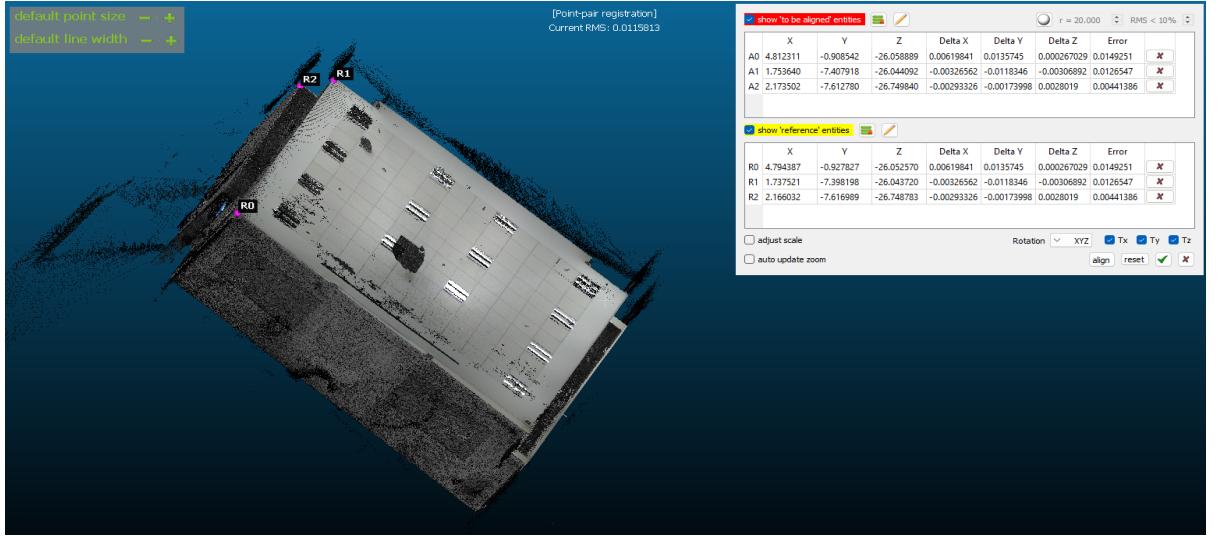 default point size − +
default line width − +
[Point-pair registration]
Current RMS: 0.0115813
show 'to be aligned' entities
r = 20.000
RMS < 10%
X Y Z Delta X Delta Y Delta Z Error
A0 4.812311 -0.908542 -26.058889 0.00619841 0.0135745 0.000267029 0.0149251
A1 1.753640 -7.407918 -26.044092 -0.00326562 -0.0118346 -0.00306892 0.0126547
A2 2.173502 -7.612780 -26.749840 -0.00293326 -0.00173998 0.0028019 0.00441386
show 'reference' entities
X Y Z Delta X Delta Y Delta Z Error
R0 4.794387 -0.927827 -26.052570 0.00619841 0.0135745 0.000267029 0.0149251
R1 1.737521 -7.398198 -26.043720 -0.00326562 -0.0118346 -0.00306892 0.0126547
R2 2.166032 -7.616989 -26.748783 -0.00293326 -0.00173998 0.0028019 0.00441386
adjust scale
Rotation XYZ Tx Ty Tz
auto update zoom
align reset
R2
R1
R0